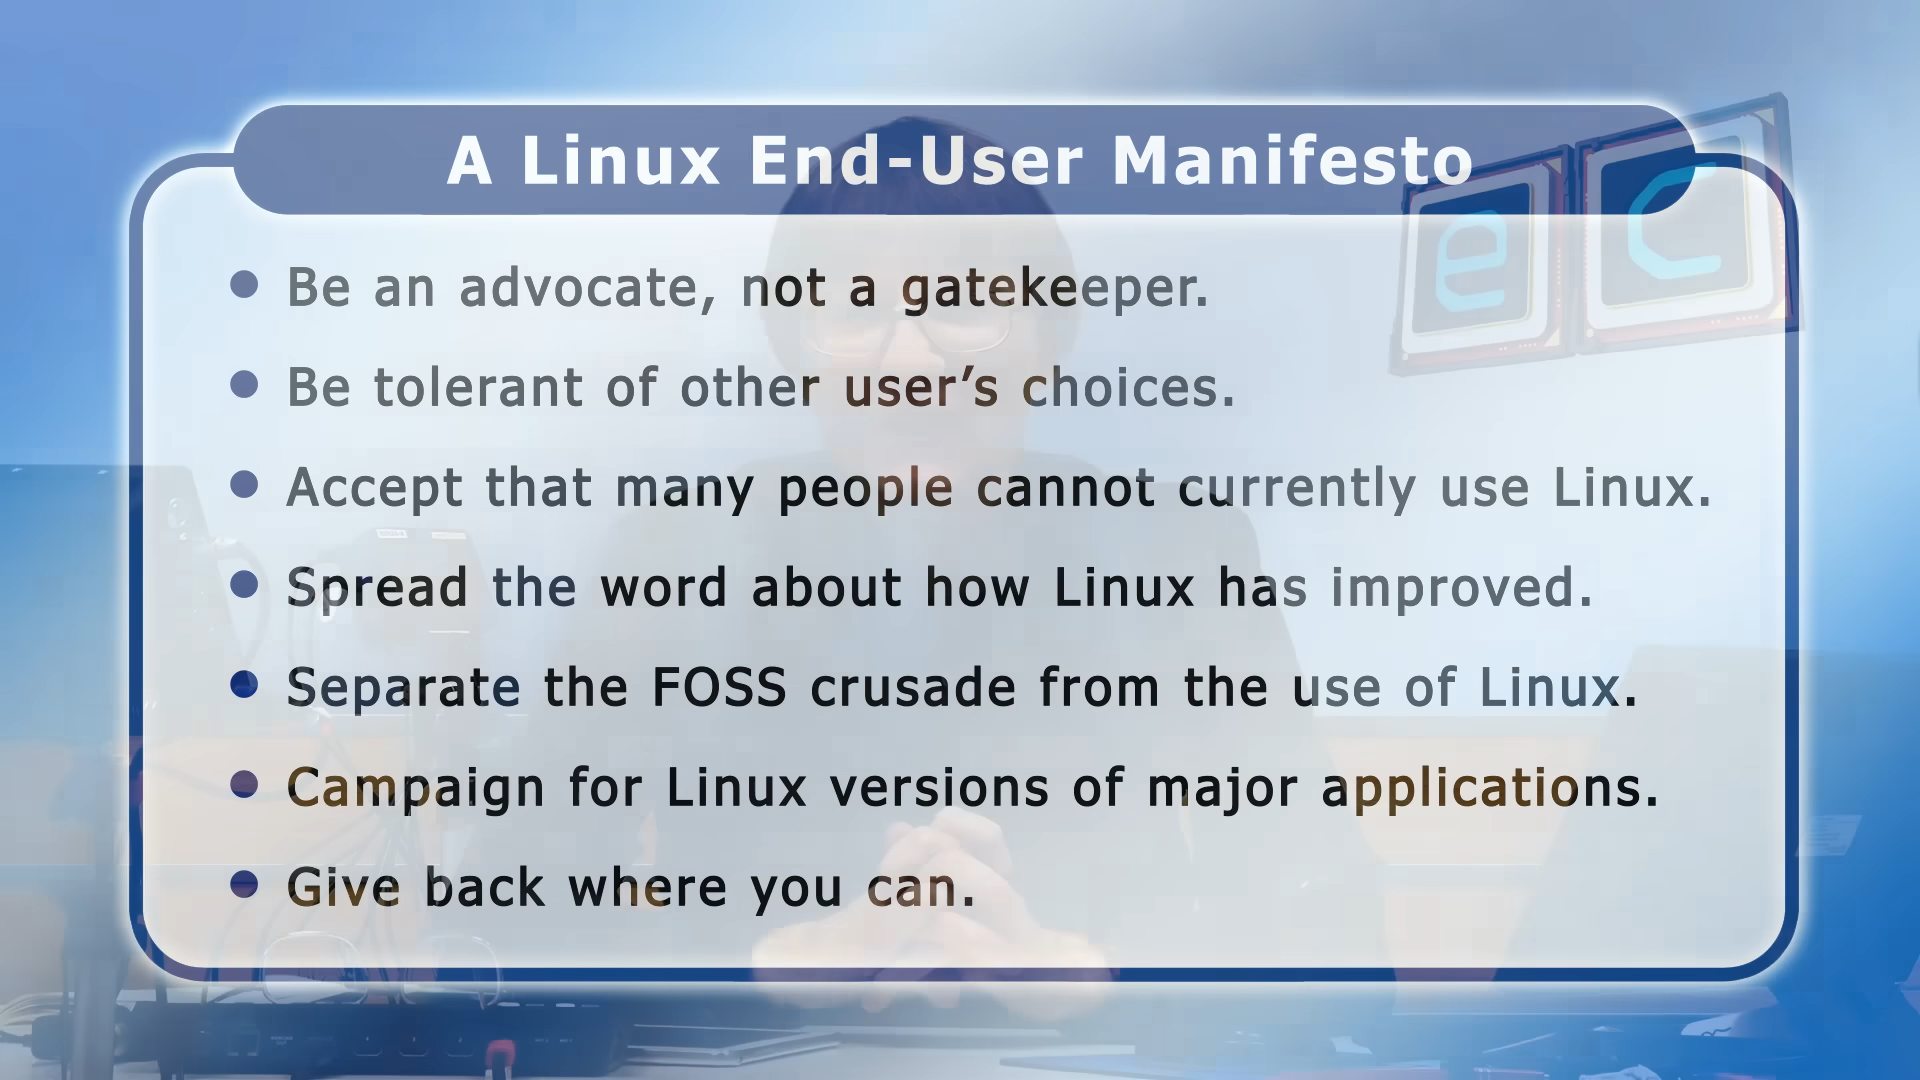 A Linux End-User Manifesto
e C
Be an advocate, not a gatekeeper.
Be tolerant of other user’s choices.
Accept that many people cannot currently use Linux.
Spread the word about how Linux has improved.
Separate the FOSS crusade from the use of Linux.
Campaign for Linux versions of major applications.
Give back where you can.